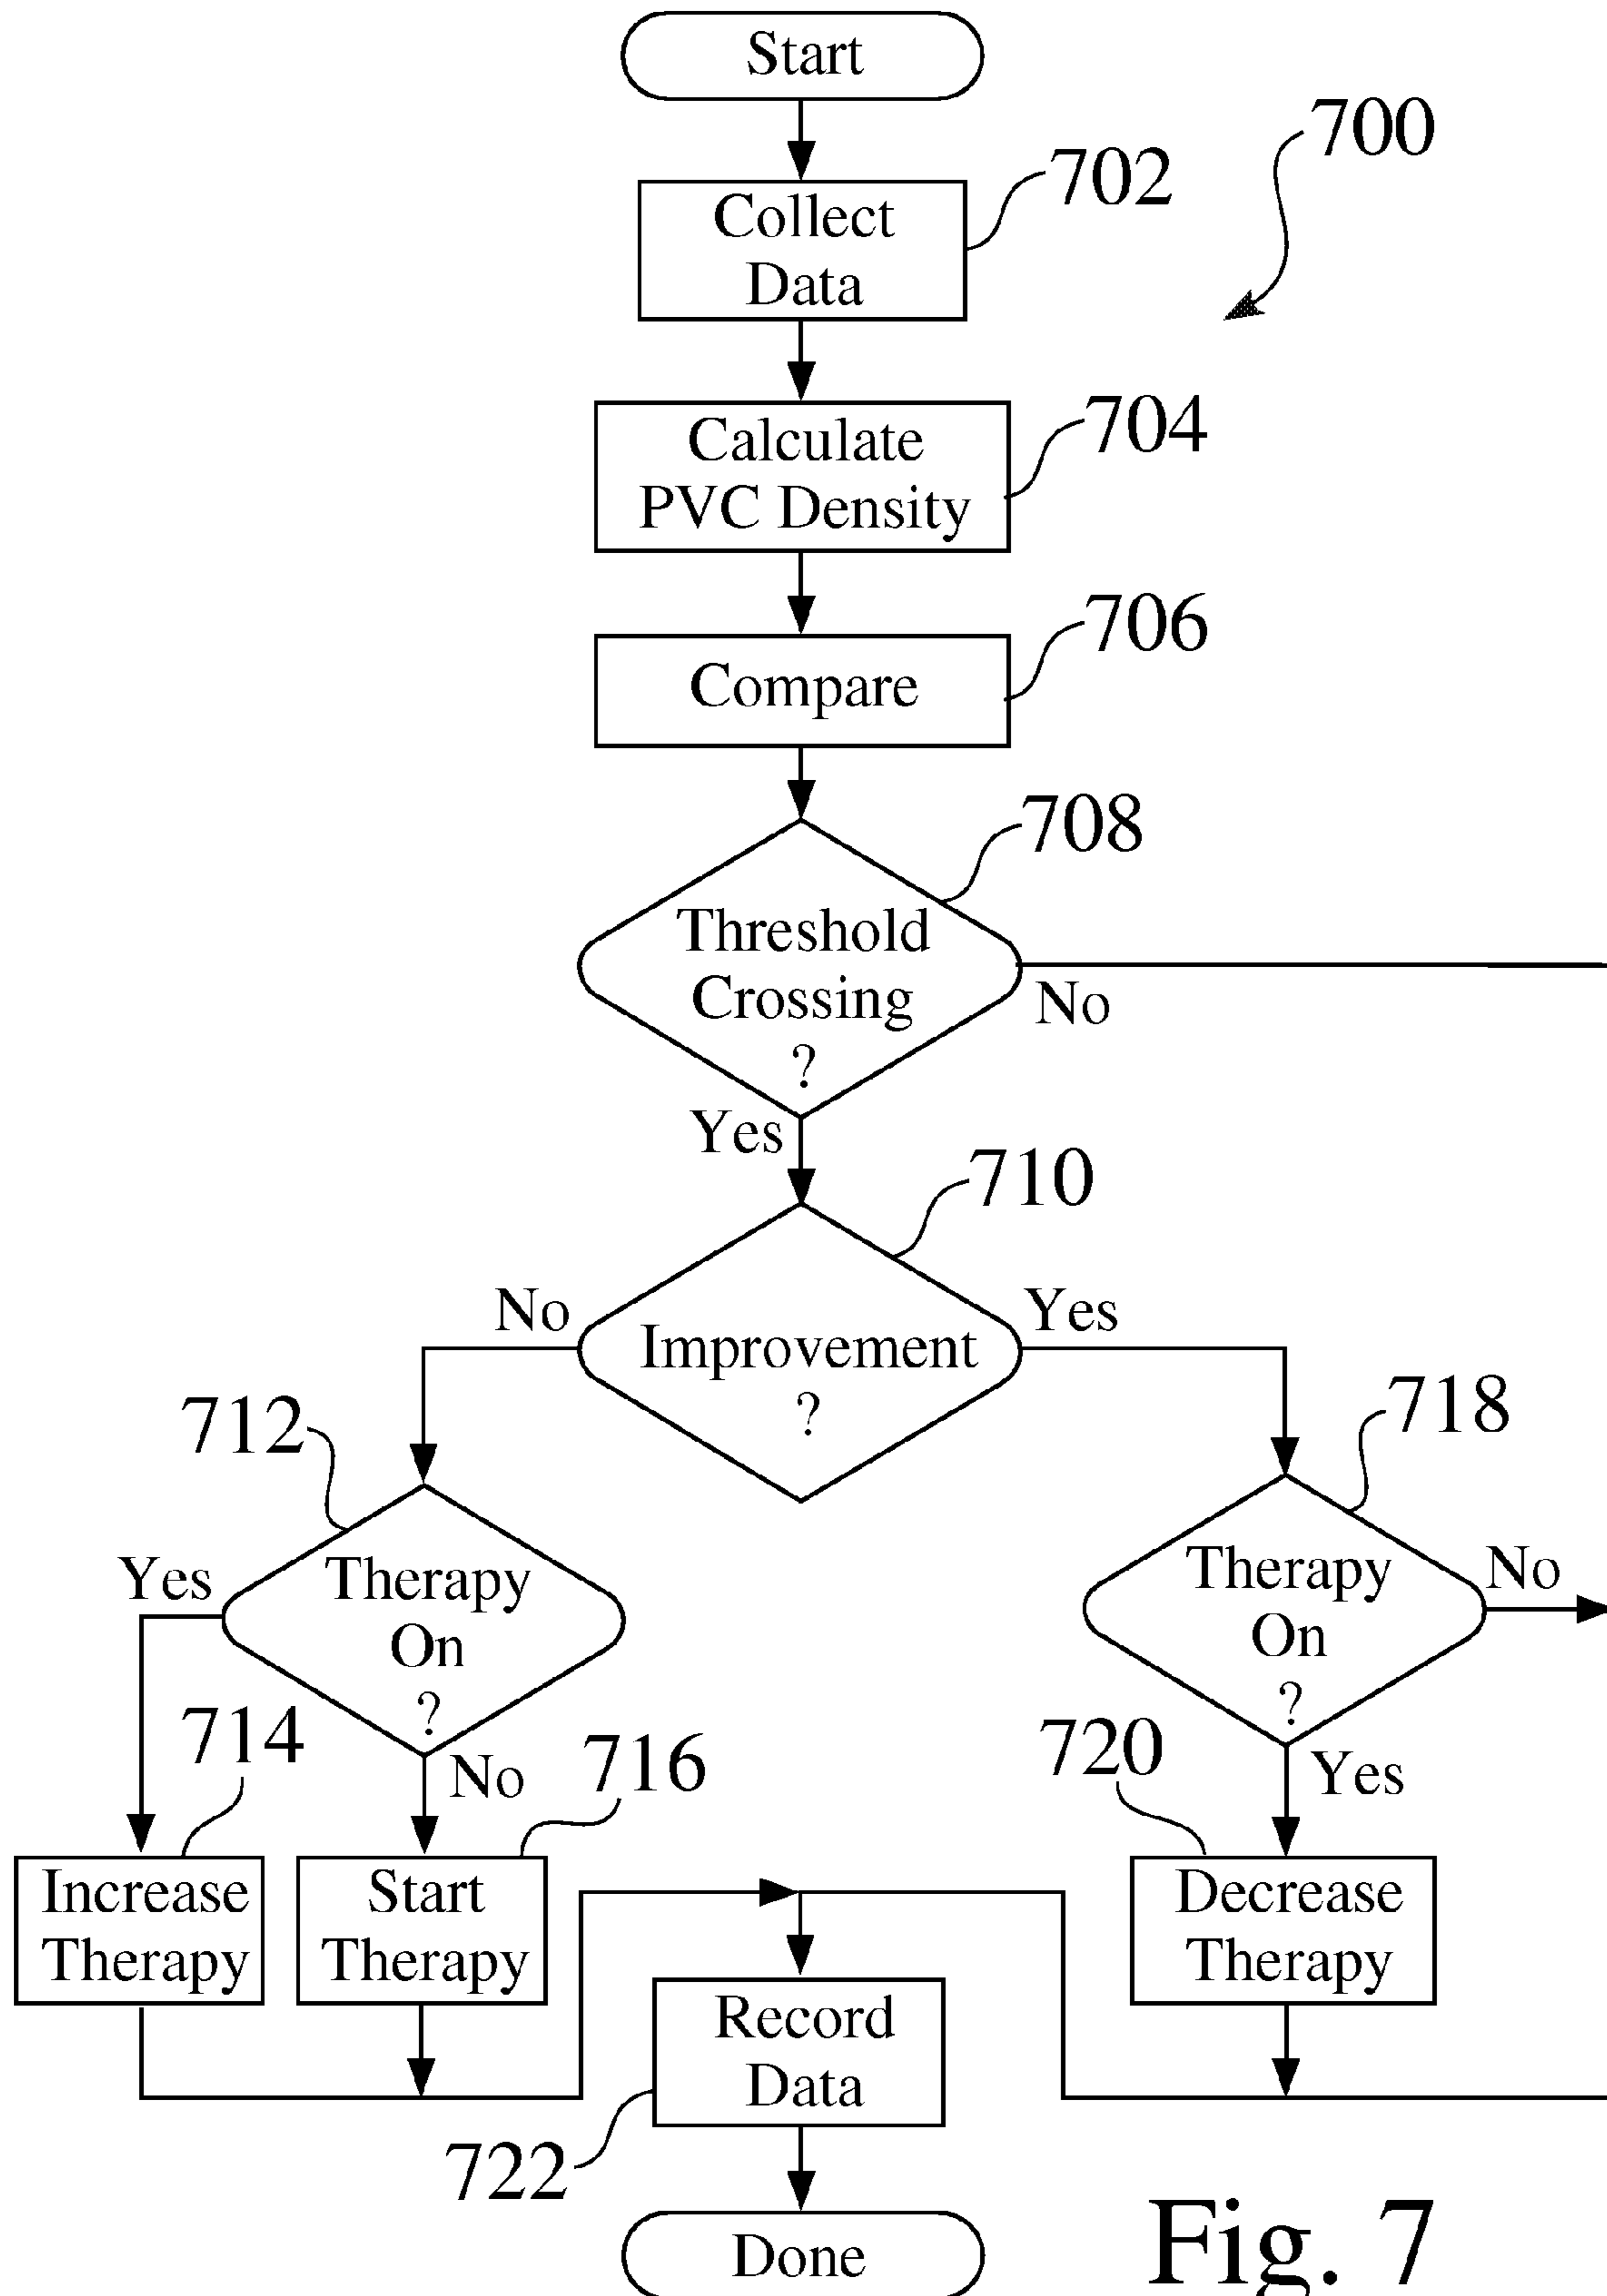 Start
700
702
Collect
Data
704
Calculate
PVC Density
706
Compare
708
Threshold
Crossing
?
No
Yes
710
No
Yes
Improvement
?
712
718
Yes
Therapy
On
?
Therapy
On
?
No
714
No
716
720
Yes
Increase
Therapy
Start
Therapy
Decrease
Therapy
Record
Data
722
Done
Fig. 7